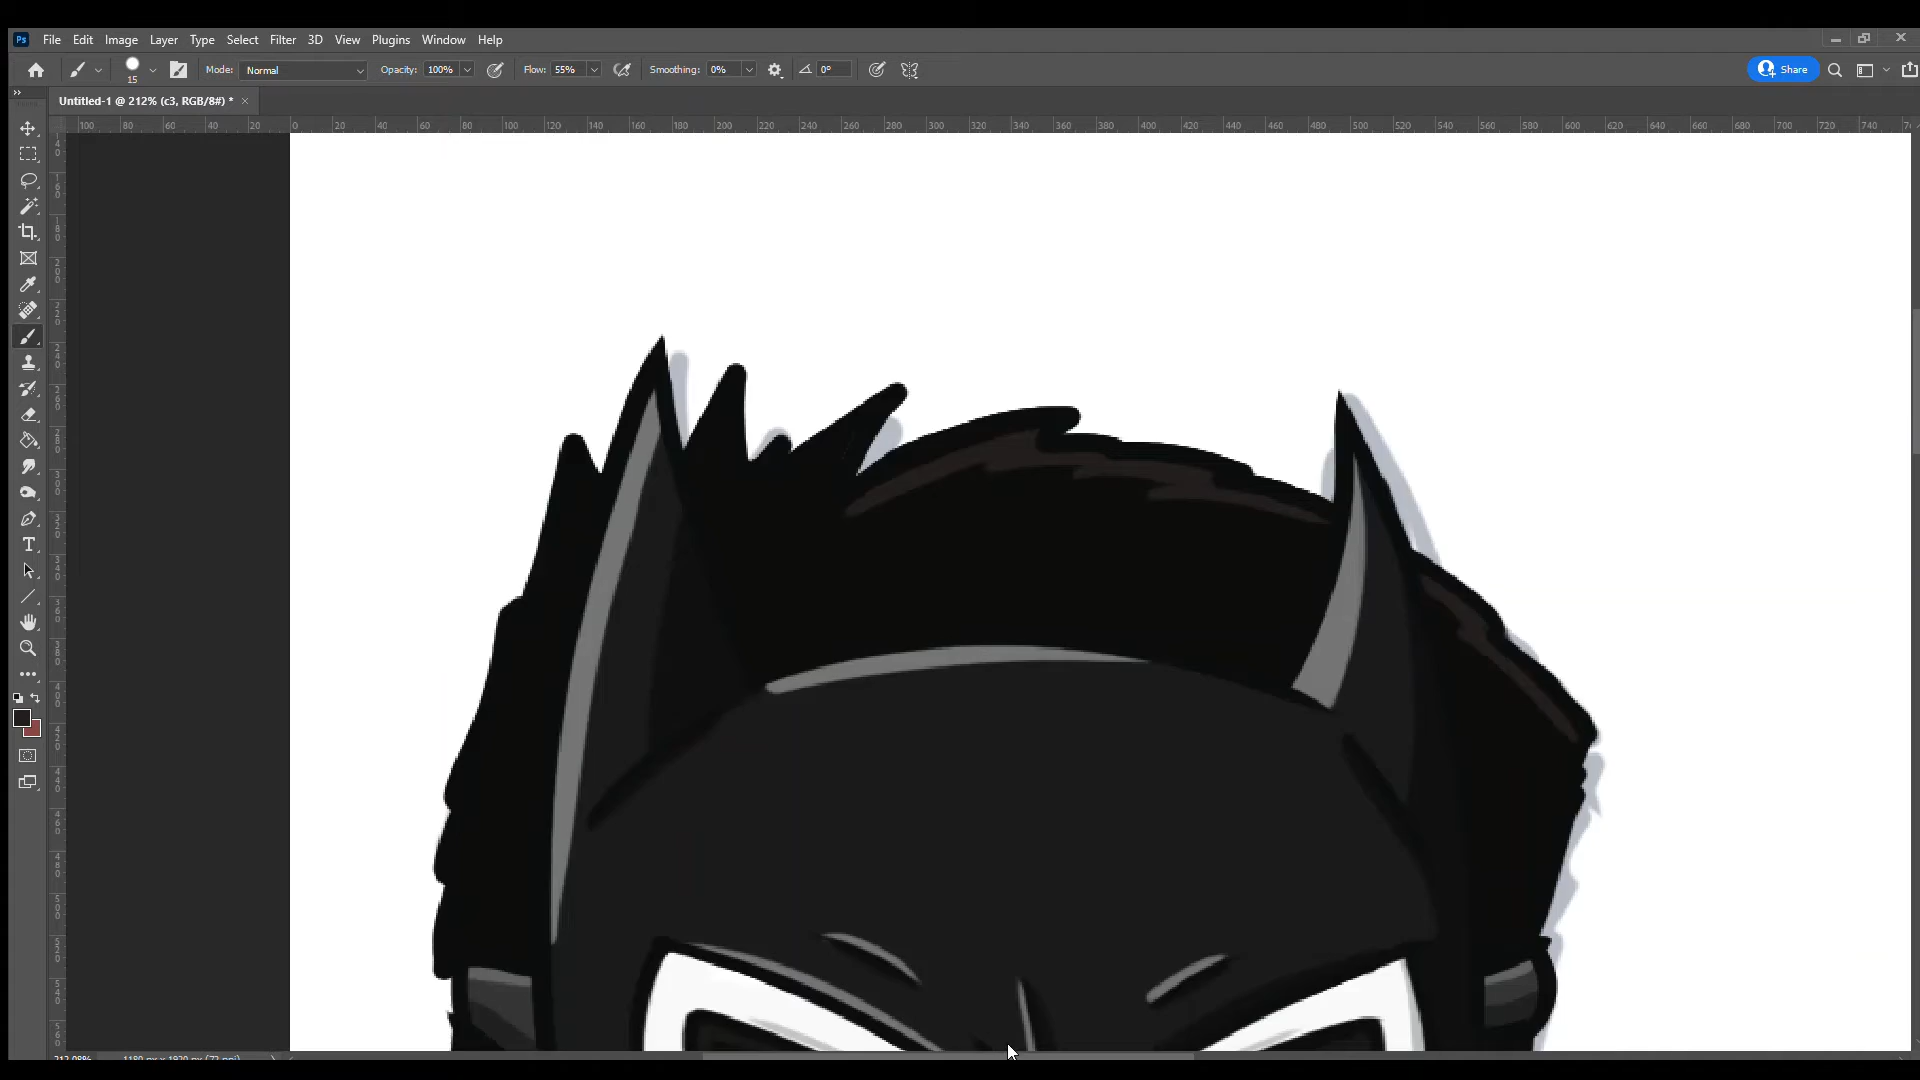 Ps File Edit Image Layer Type Select Filter 3D View Plugins Window Help
15 Mode: Normal Opacity: 100% Flow: 55% Smoothing: 0% 0° Share
Untitled-1 @ 212% (c3, RGB/8#) *
100 80 60 40 20 0 20 40 60 80 100 120 140 160 180 200 220 240 260 280 300 320 340 360 380 400 420 440 460 480 500 520 540 560 580 600 620 640 660 680 700 720 740